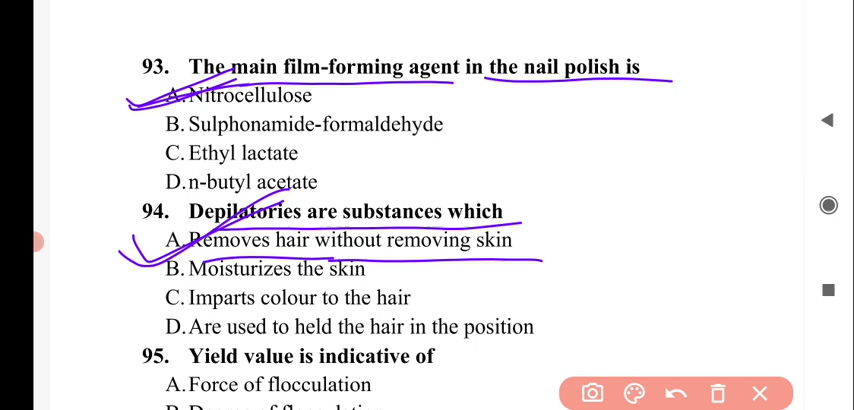 93. The main film-forming agent in the nail polish is
A. Nitrocellulose
B. Sulphonamide-formaldehyde
C. Ethyl lactate
D. n-butyl acetate
94. Depilatories are substances which
A. Removes hair without removing skin
B. Moisturizes the skin
C. Imparts colour to the hair
D. Are used to held the hair in the position
95. Yield value is indicative of
A. Force of flocculation